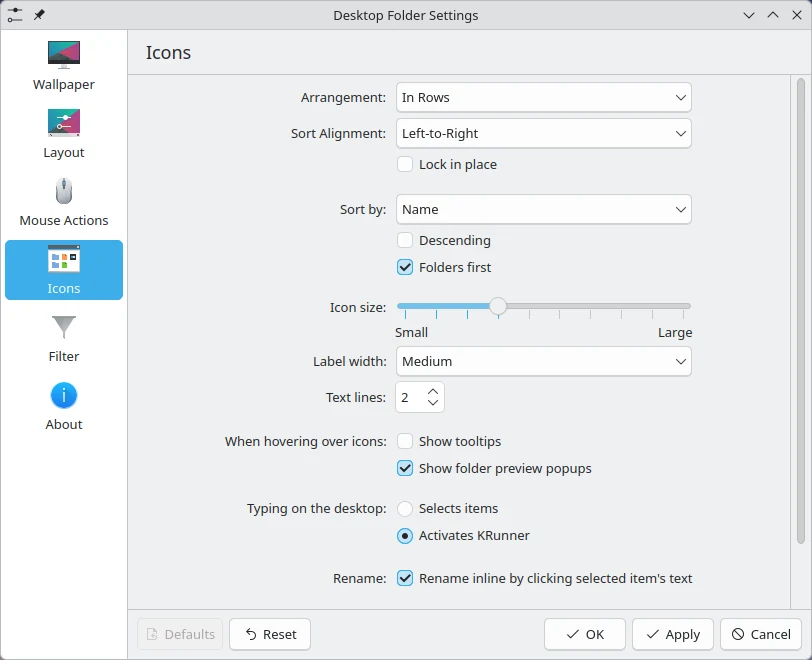 Desktop Folder Settings
Wallpaper
Layout
Mouse Actions
Icons
Filter
About
Icons
Arrangement: In Rows
Sort Alignment: Left-to-Right
Lock in place
Sort by: Name
Descending
Folders first
Icon size:
Small Large
Label width: Medium
Text lines: 2
When hovering over icons: Show tooltips
Show folder preview popups
Typing on the desktop: Selects items
Activates KRunner
Rename: Rename inline by clicking selected item's text
Defaults Reset OK Apply Cancel